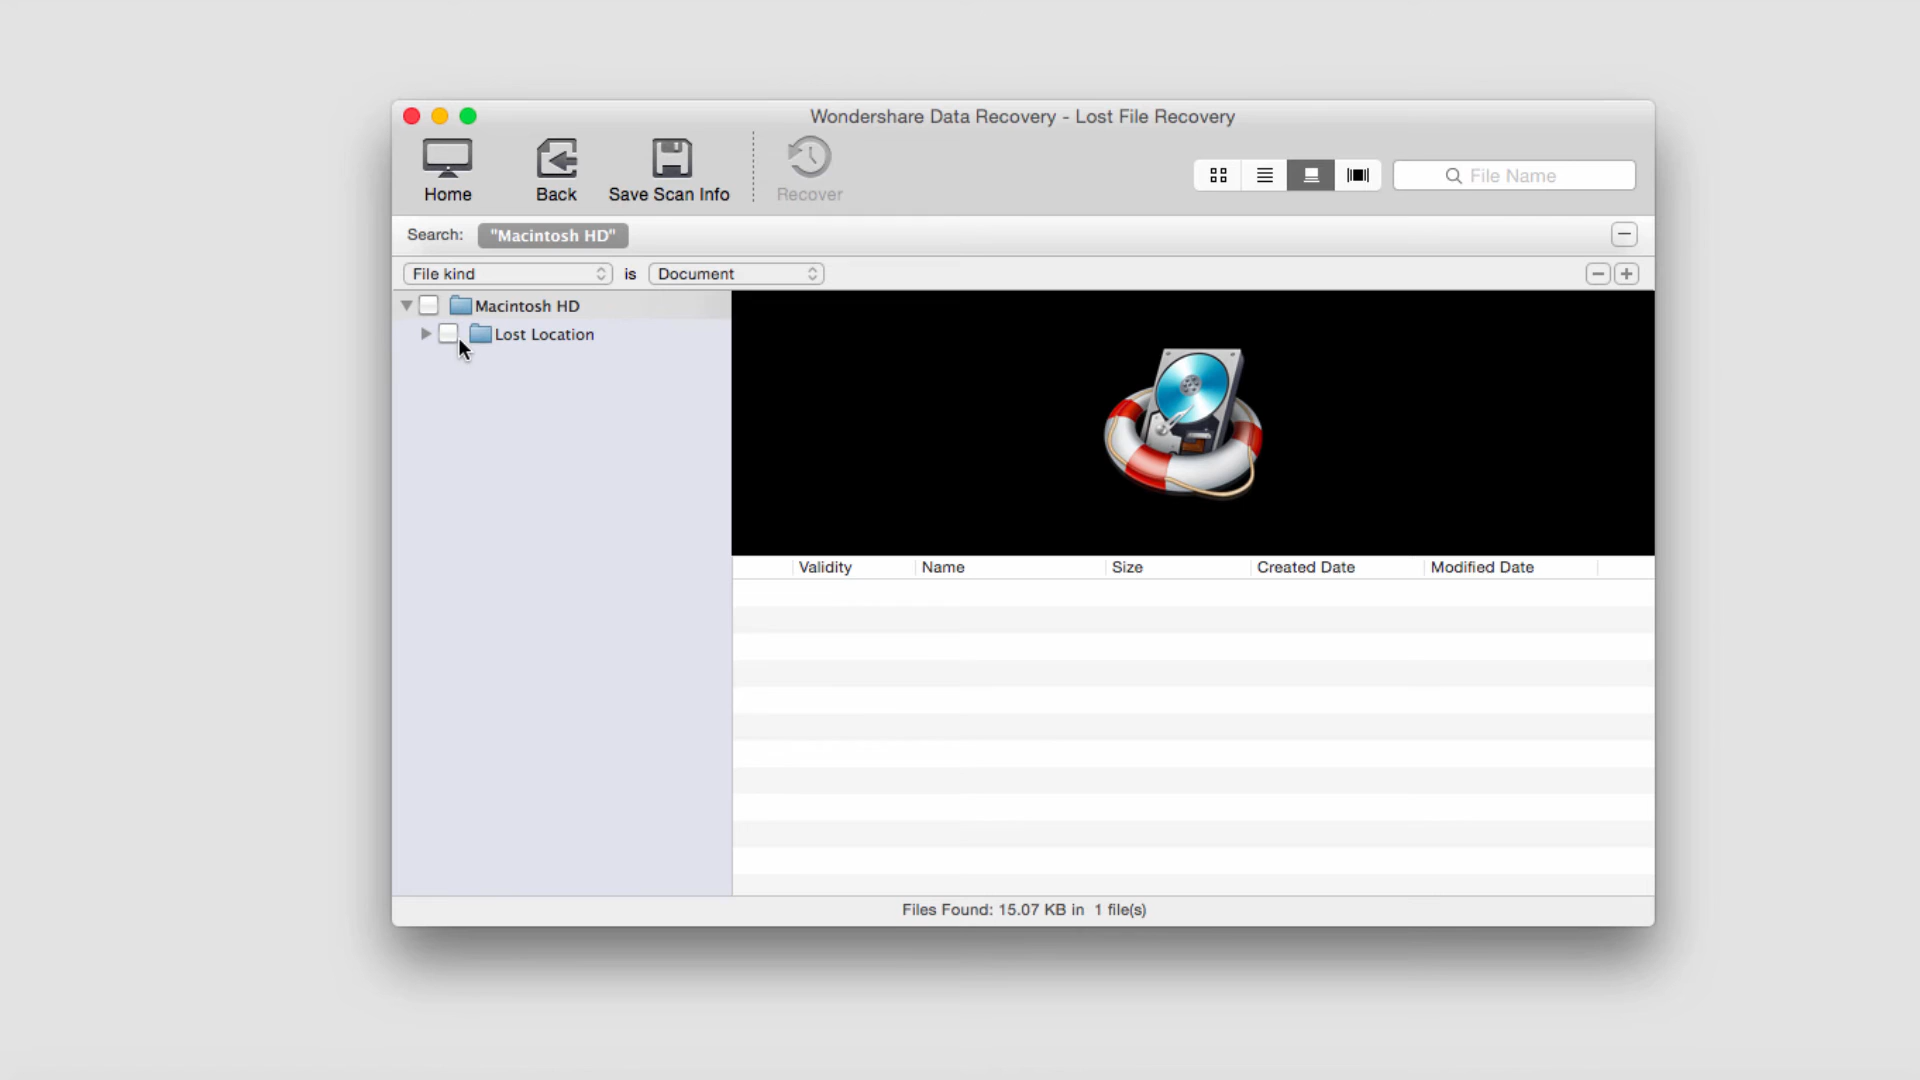 Wondershare Data Recovery - Lost File Recovery
Home
Back
Save Scan Info
Recover
File Name
Search:
"Macintosh HD"
File kind
is
Document
Macintosh HD
Lost Location
Validity
Name
Size
Created Date
Modified Date
Files Found: 15.07 KB in 1 file(s)